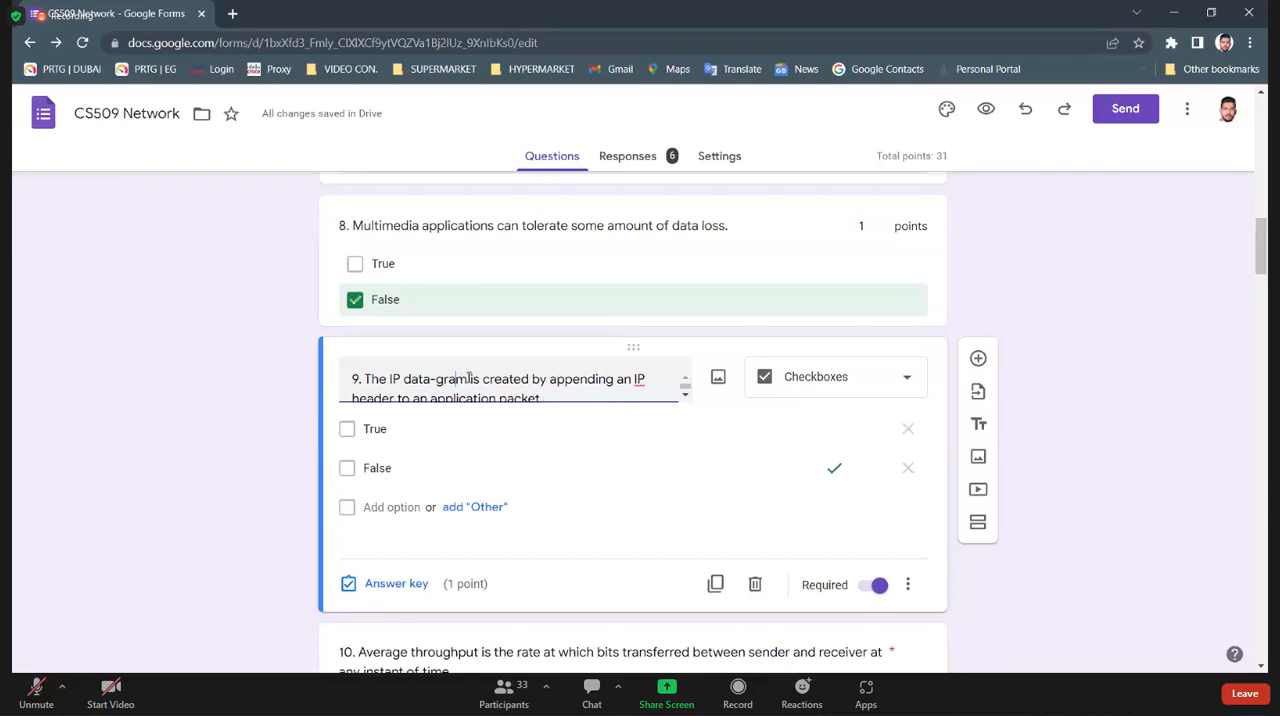 CS509 Network - Google Forms
Recording
docs.google.com/forms/d/1bxXfd3_Fmly_CIXlXCf9ytVQZVa1Bj2IUz_9XnIbKs0/edit
PRTG | DUBAI
PRTG | EG
Login
Proxy
VIDEO CON.
SUPERMARKET
HYPERMARKET
Gmail
Maps
Translate
News
Google Contacts
Personal Portal
Other bookmarks
CS509 Network
All changes saved in Drive
Send
Questions
Responses 6
Settings
Total points: 31
8. Multimedia applications can tolerate some amount of data loss.
1 points
True
False
9. The IP data-gram is created by appending an IP
header to an application packet.
Checkboxes
True
False
Add option or add "Other"
Answer key (1 point)
Required
10. Average throughput is the rate at which bits transferred between sender and receiver at *
any instant of time
Unmute
Start Video
33
Participants
Chat
Share Screen
Record
Reactions
Apps
Leave